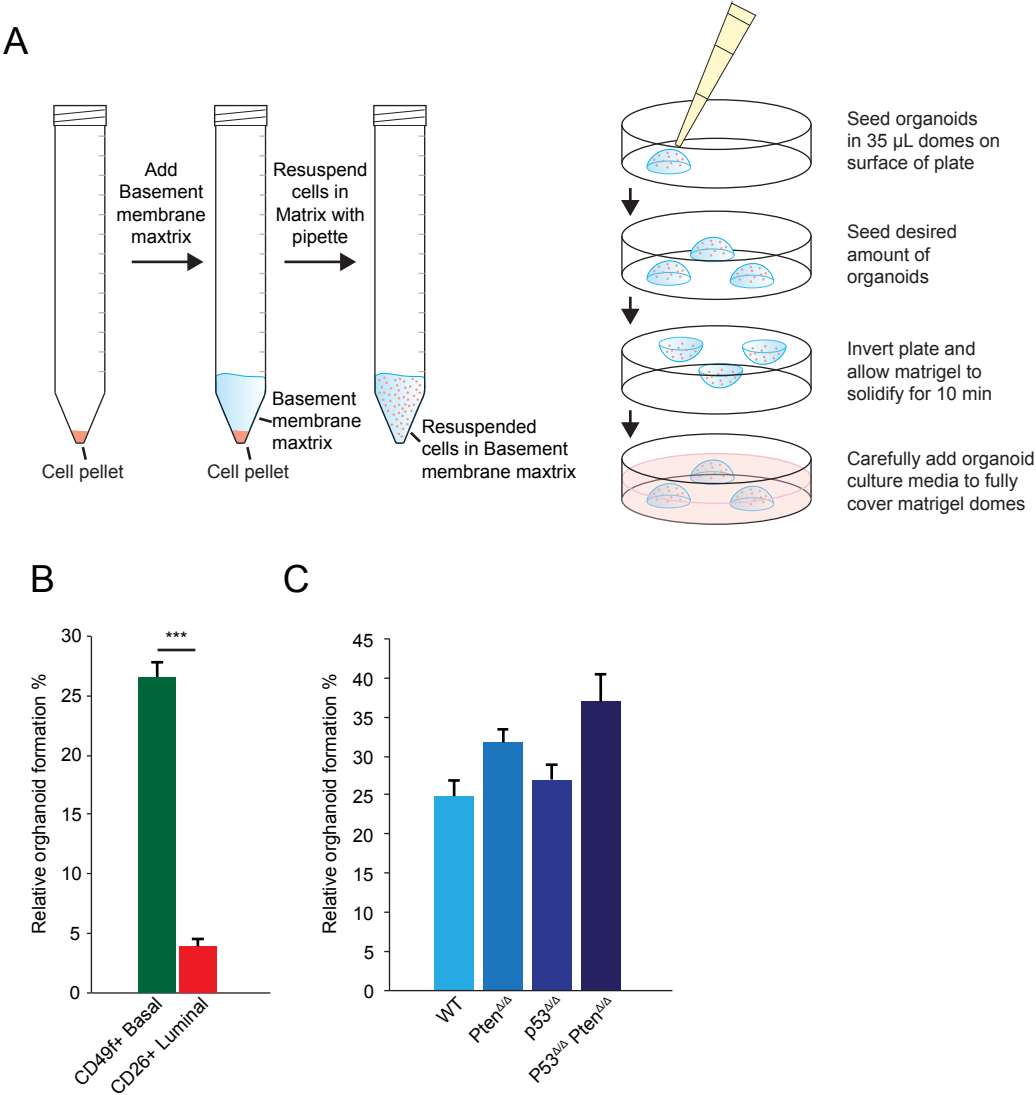 A
Add
Basement
membrane
maxtrix
Resuspend
cells in
Matrix with
pipette
Basement
membrane
maxtrix
Resuspended
cells in Basement
membrane maxtrix
Cell pellet
Cell pellet
Seed organoids
in 35 µL domes on
surface of plate
Seed desired
amount of
organoids
Invert plate and
allow matrigel to
solidify for 10 min
Carefully add organoid
culture media to fully
cover matrigel domes
B
Relative orghanoid formation %
30
25
20
15
10
5
0
***
CD49f+ Basal
CD26+ Luminal
C
Relative orghanoid formation %
45
40
35
30
25
20
15
10
5
0
WT
Pten^Δ/Δ
p53^Δ/Δ
P53^Δ/Δ Pten^Δ/Δ